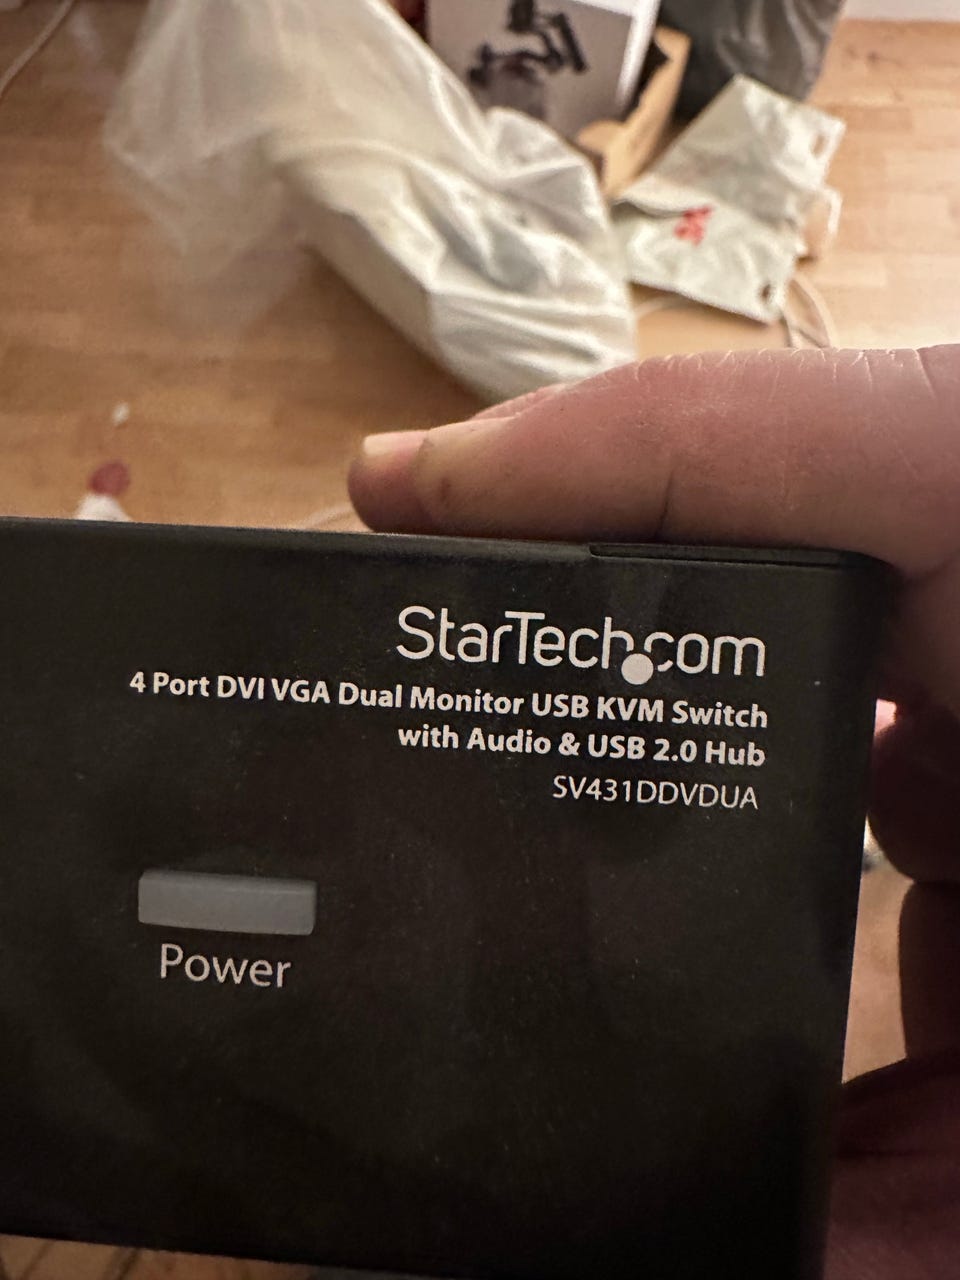 StarTech.com
4 Port DVI VGA Dual Monitor USB KVM Switch
with Audio & USB 2.0 Hub
SV431DDVDUA
Power